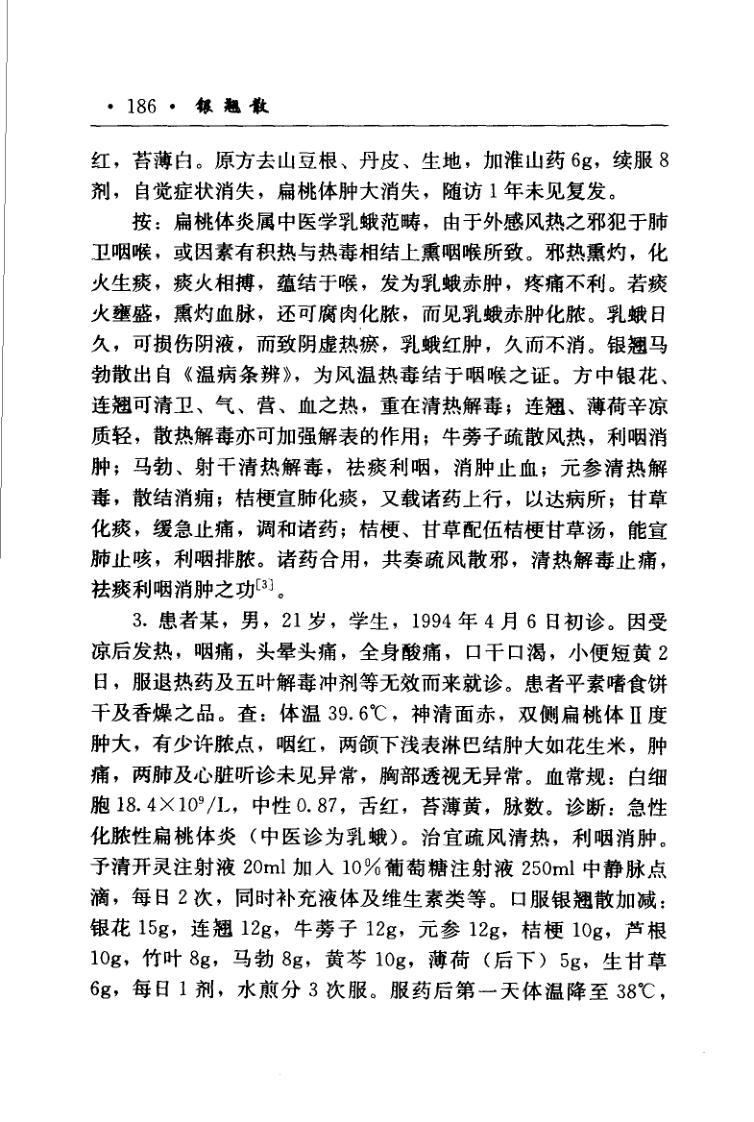 · 186 · 银翘散
红，苔薄白。原方去山豆根、丹皮、生地，加淮山药 6g，续服 8
剂，自觉症状消失，扁桃体肿大消失，随访 1 年未见复发。
按：扁桃体炎属中医学乳蛾范畴，由于外感风热之邪犯于肺
卫咽喉，或因素有积热与热毒相结上熏咽喉所致。邪热熏灼，化
火生痰，痰火相搏，蕴结于喉，发为乳蛾赤肿，疼痛不利。若痰
火壅盛，熏灼血脉，还可腐肉化脓，而见乳蛾赤肿化脓。乳蛾日
久，可损伤阴液，而致阴虚热瘀，乳蛾红肿，久而不消。银翘马
勃散出自《温病条辨》，为风温热毒结于咽喉之证。方中银花、
连翘可清卫、气、营、血之热，重在清热解毒；连翘、薄荷辛凉
质轻，散热解毒亦可加强解表的作用；牛蒡子疏散风热，利咽消
肿；马勃、射干清热解毒，祛痰利咽，消肿止血；元参清热解
毒，散结消痈；桔梗宣肺化痰，又载诸药上行，以达病所；甘草
化痰，缓急止痛，调和诸药；桔梗、甘草配伍桔梗甘草汤，能宣
肺止咳，利咽排脓。诸药合用，共奏疏风散邪，清热解毒止痛，
祛痰利咽消肿之功[3]。
3. 患者某，男，21 岁，学生，1994 年 4 月 6 日初诊。因受
凉后发热，咽痛，头晕头痛，全身酸痛，口干口渴，小便短黄 2
日，服退热药及五叶解毒冲剂等无效而来就诊。患者平素嗜食饼
干及香燥之品。查：体温 39.6℃，神清面赤，双侧扁桃体Ⅱ度
肿大，有少许脓点，咽红，两颌下浅表淋巴结肿大如花生米，肿
痛，两肺及心脏听诊未见异常，胸部透视无异常。血常规：白细
胞 18.4×10⁹/L，中性 0.87，舌红，苔薄黄，脉数。诊断：急性
化脓性扁桃体炎（中医诊为乳蛾）。治宜疏风清热，利咽消肿。
予清开灵注射液 20ml 加入 10%葡萄糖注射液 250ml 中静脉点
滴，每日 2 次，同时补充液体及维生素类等。口服银翘散加减：
银花 15g，连翘 12g，牛蒡子 12g，元参 12g，桔梗 10g，芦根
10g，竹叶 8g，马勃 8g，黄芩 10g，薄荷（后下）5g，生甘草
6g，每日 1 剂，水煎分 3 次服。服药后第一天体温降至 38℃，